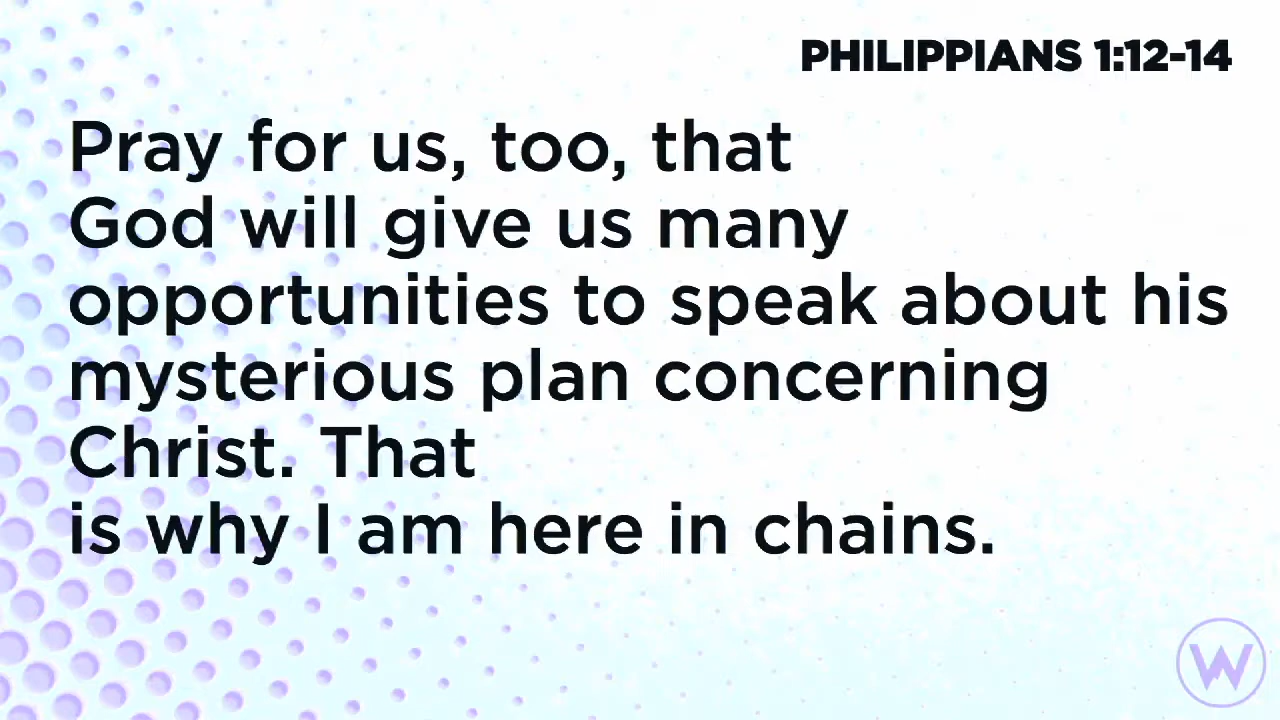 PHILIPPIANS 1:12-14
Pray for us, too, that
God will give us many
opportunities to speak about his
mysterious plan concerning
Christ. That
is why I am here in chains.
W